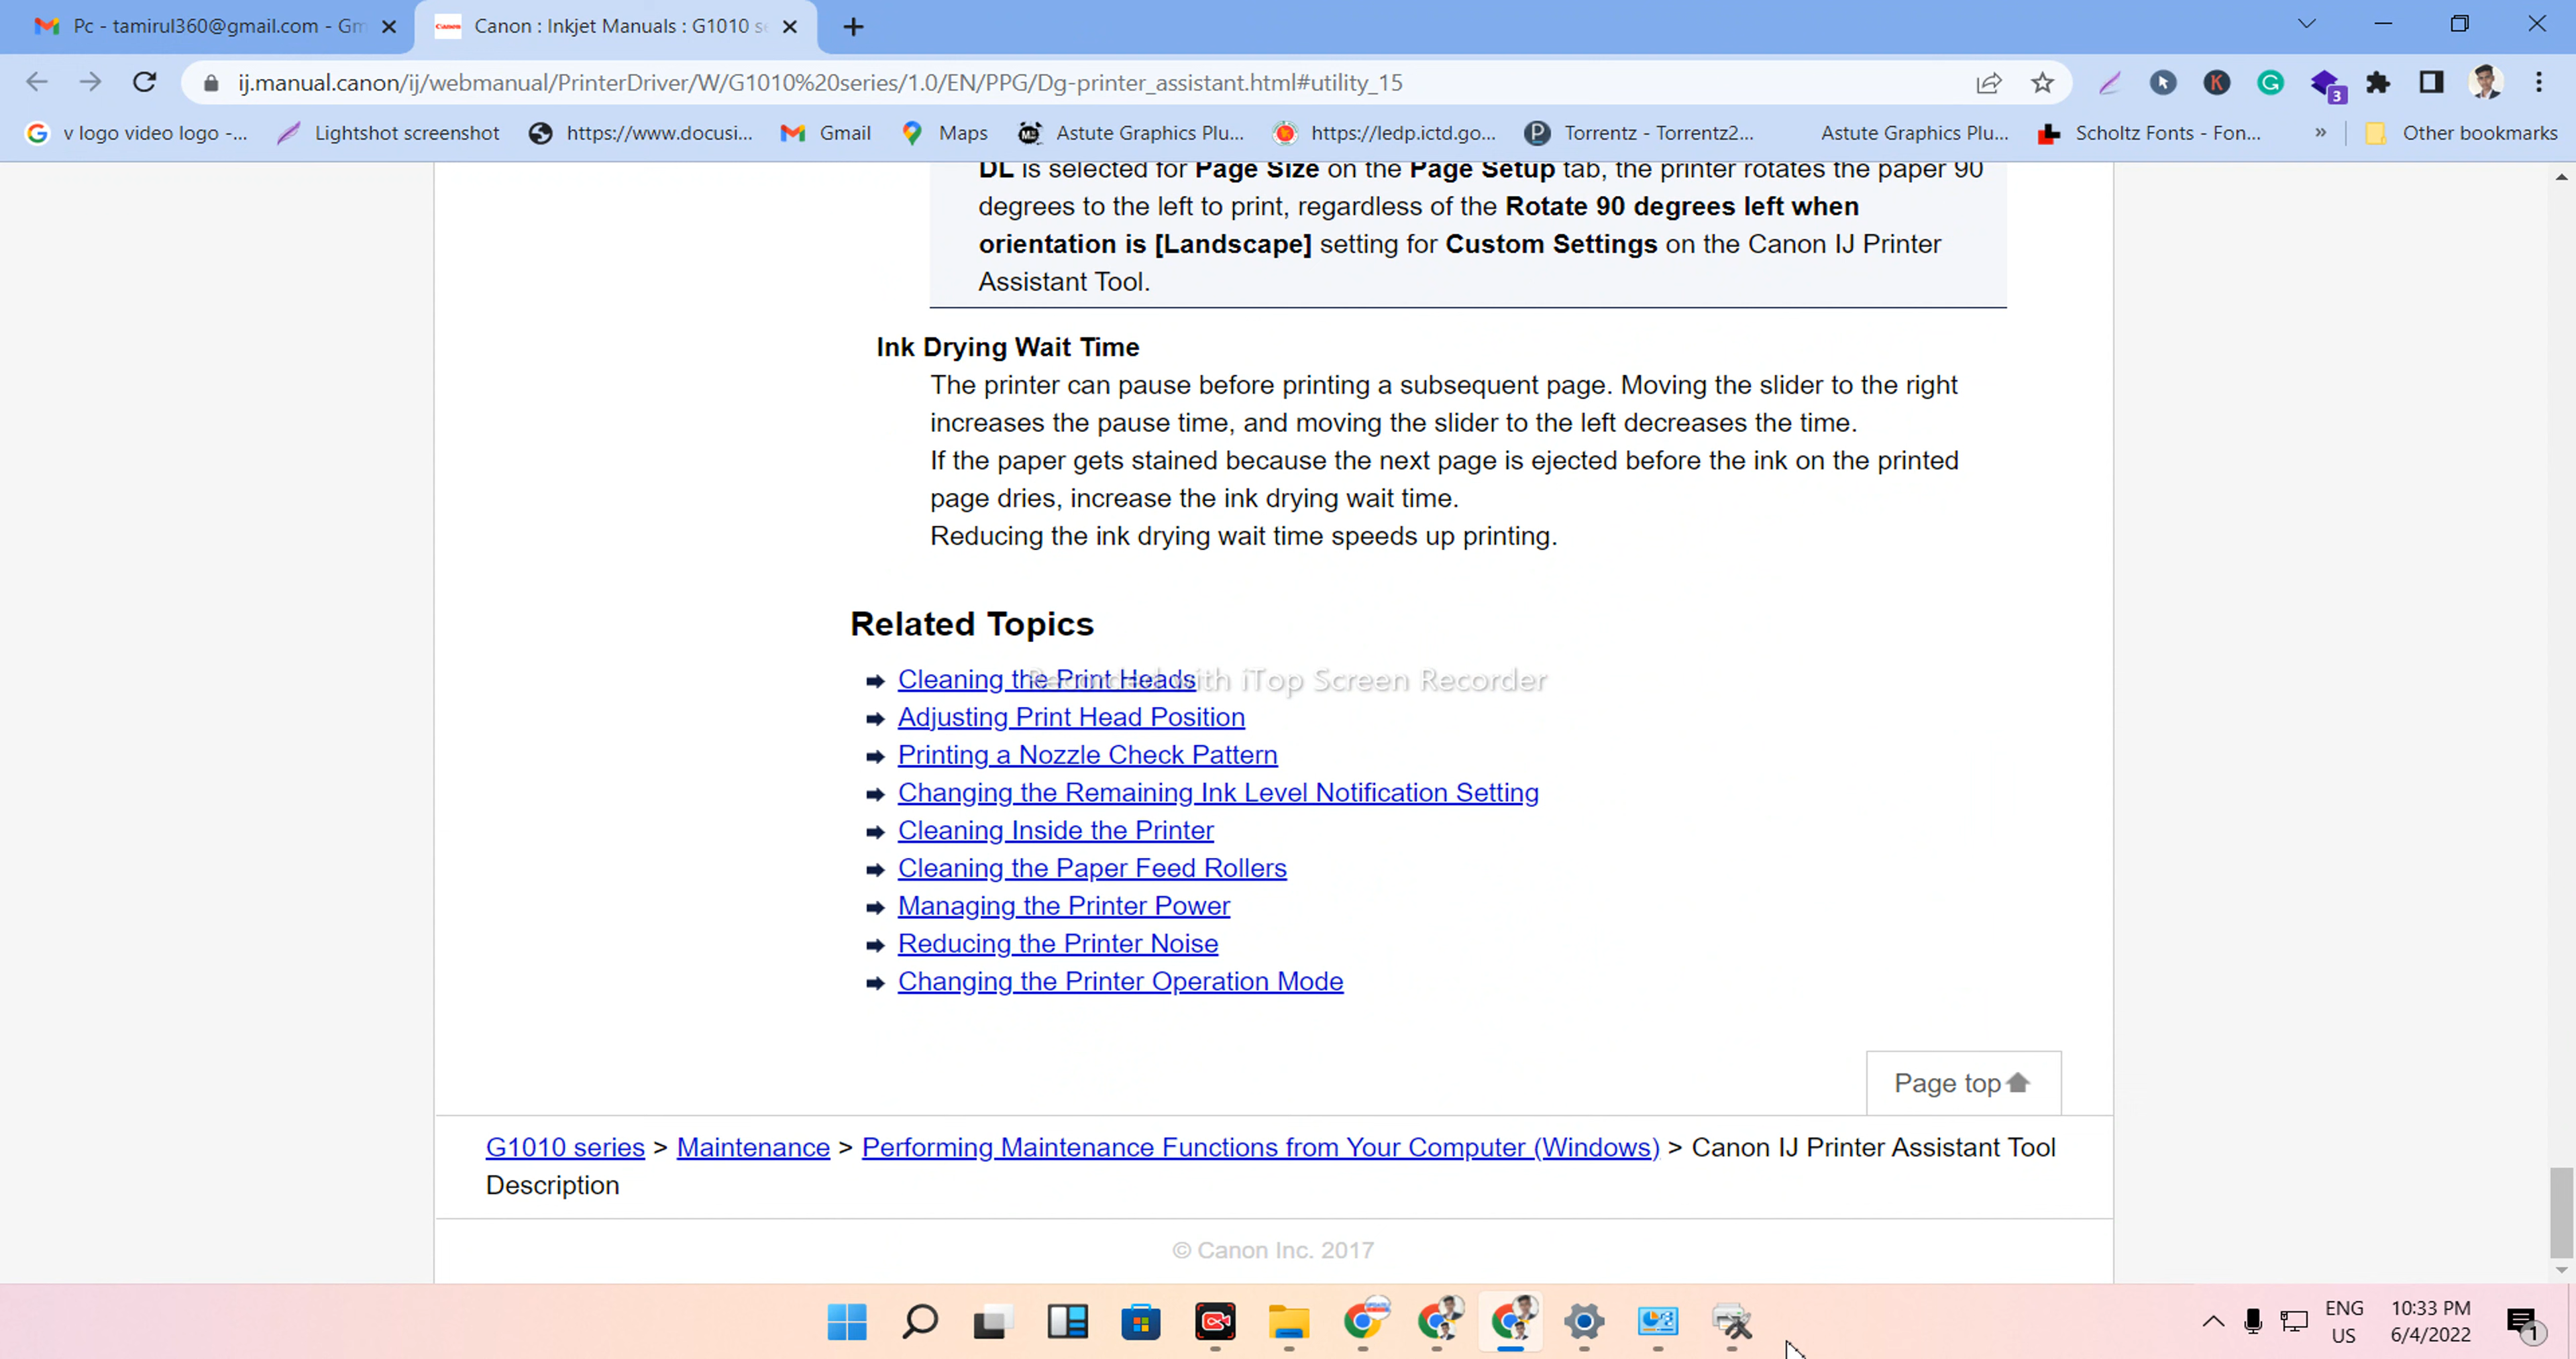 Pc - tamirul360@gmail.com - Gm
Canon : Inkjet Manuals : G1010 se
ij.manual.canon/ij/webmanual/PrinterDriver/W/G1010%20series/1.0/EN/PPG/Dg-printer_assistant.html#utility_15
3
v logo video logo -...
Lightshot screenshot
https://www.docusi...
Gmail
Maps
Astute Graphics Plu...
https://ledp.ictd.go...
Torrentz - Torrentz2...
Astute Graphics Plu...
Scholtz Fonts - Fon...
»
Other bookmarks
DL is selected for Page Size on the Page Setup tab, the printer rotates the paper 90
degrees to the left to print, regardless of the Rotate 90 degrees left when
orientation is [Landscape] setting for Custom Settings on the Canon IJ Printer
Assistant Tool.
Ink Drying Wait Time
The printer can pause before printing a subsequent page. Moving the slider to the right
increases the pause time, and moving the slider to the left decreases the time.
If the paper gets stained because the next page is ejected before the ink on the printed
page dries, increase the ink drying wait time.
Reducing the ink drying wait time speeds up printing.
Related Topics
Cleaning the Print Heads
Recorded with iTop Screen Recorder
Adjusting Print Head Position
Printing a Nozzle Check Pattern
Changing the Remaining Ink Level Notification Setting
Cleaning Inside the Printer
Cleaning the Paper Feed Rollers
Managing the Printer Power
Reducing the Printer Noise
Changing the Printer Operation Mode
Page top
G1010 series > Maintenance > Performing Maintenance Functions from Your Computer (Windows) > Canon IJ Printer Assistant Tool
Description
© Canon Inc. 2017
ENG
US
10:33 PM
6/4/2022
1